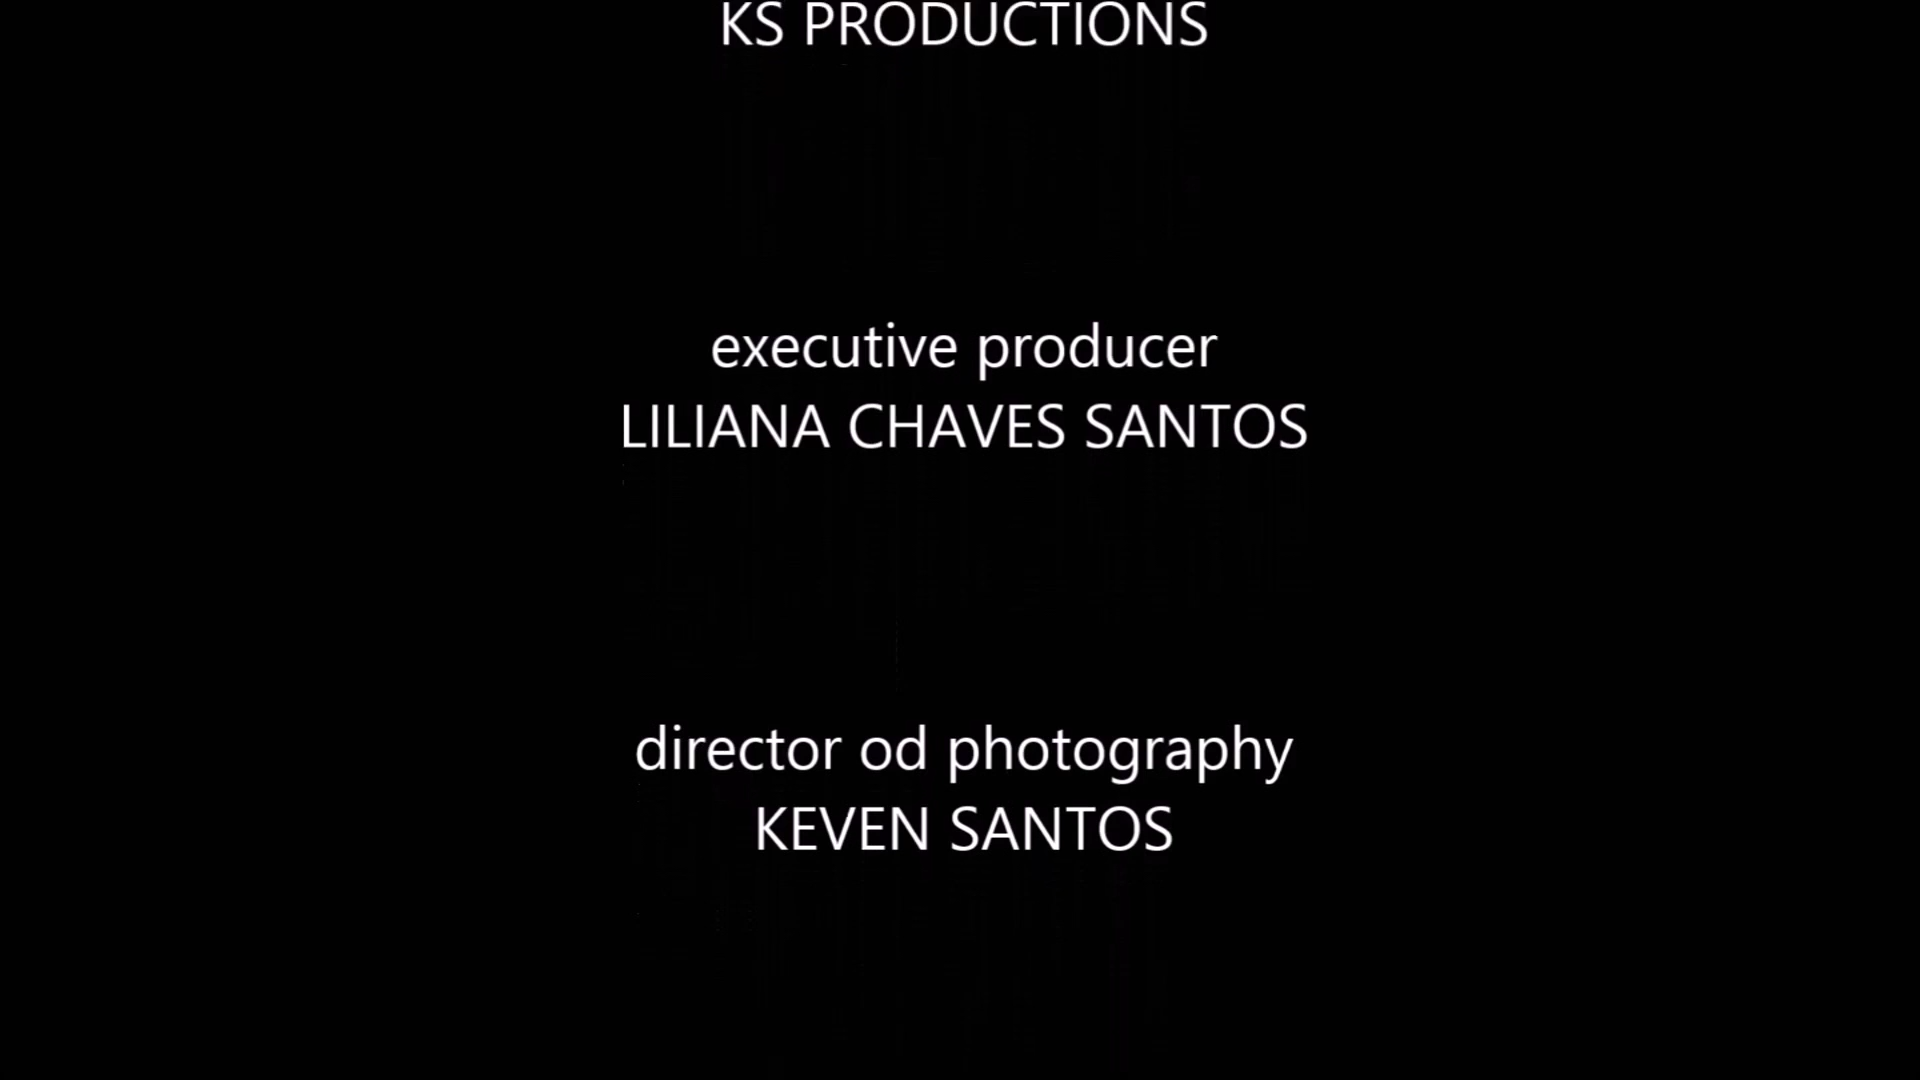 KS PRODUCTIONS
executive producer
LILIANA CHAVES SANTOS
director od photography
KEVEN SANTOS